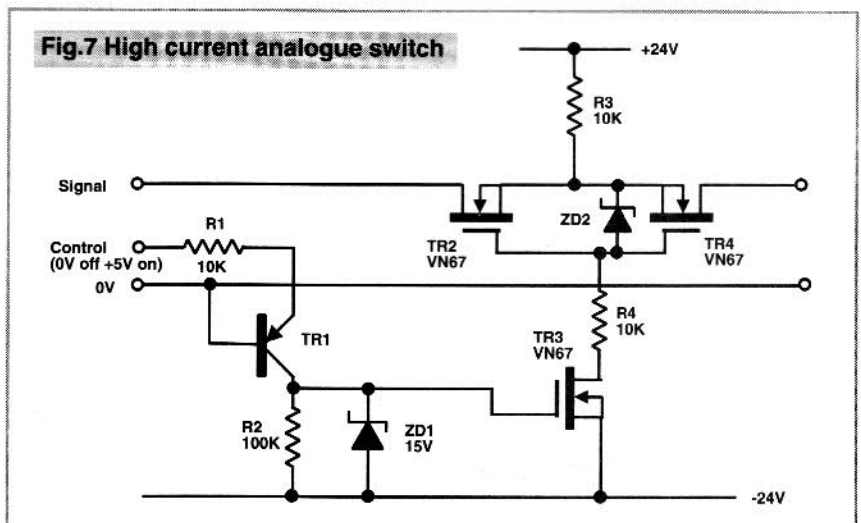 Fig.7 High current analogue switch
+24V
R3
10K
Signal
R1
Control
(0V off +5V on)
10K
0V
ZD2
TR2
VN67
TR4
VN67
R4
10K
TR3
VN67
TR1
R2
100K
ZD1
15V
-24V